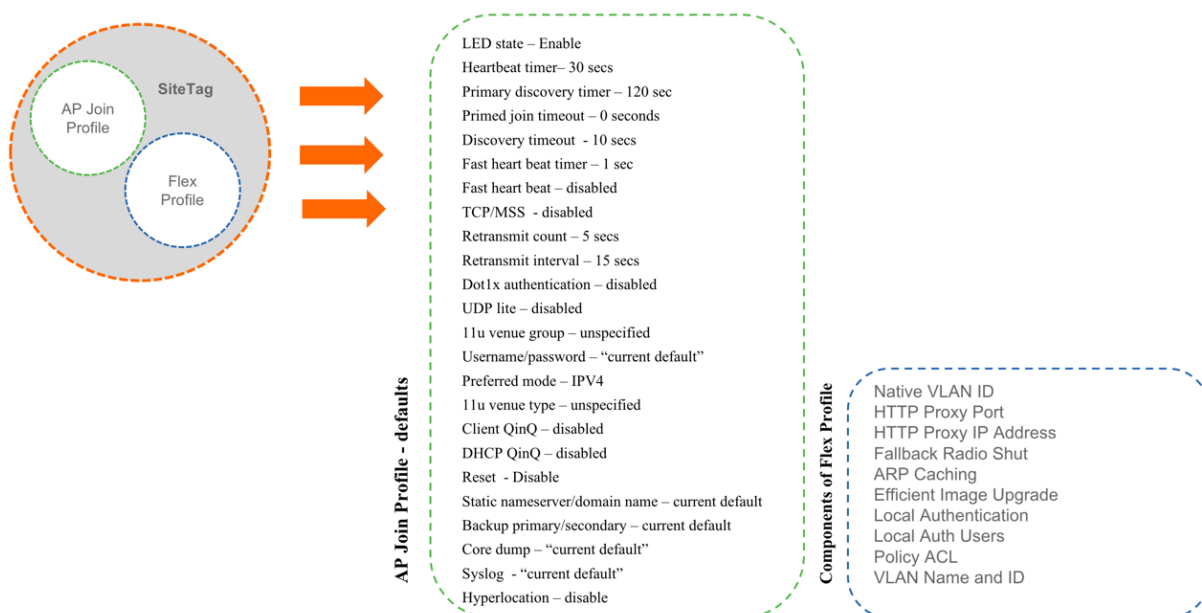 SiteTag
AP Join
Profile
Flex
Profile
AP Join Profile - defaults
LED state – Enable
Heartbeat timer– 30 secs
Primary discovery timer – 120 sec
Primed join timeout – 0 seconds
Discovery timeout - 10 secs
Fast heart beat timer – 1 sec
Fast heart beat – disabled
TCP/MSS - disabled
Retransmit count – 5 secs
Retransmit interval – 15 secs
Dot1x authentication – disabled
UDP lite – disabled
11u venue group – unspecified
Username/password – “current default”
Preferred mode – IPV4
11u venue type – unspecified
Client QinQ – disabled
DHCP QinQ – disabled
Reset - Disable
Static nameserver/domain name – current default
Backup primary/secondary – current default
Core dump – “current default”
Syslog - “current default”
Hyperlocation – disable
Components of Flex Profile
Native VLAN ID
HTTP Proxy Port
HTTP Proxy IP Address
Fallback Radio Shut
ARP Caching
Efficient Image Upgrade
Local Authentication
Local Auth Users
Policy ACL
VLAN Name and ID